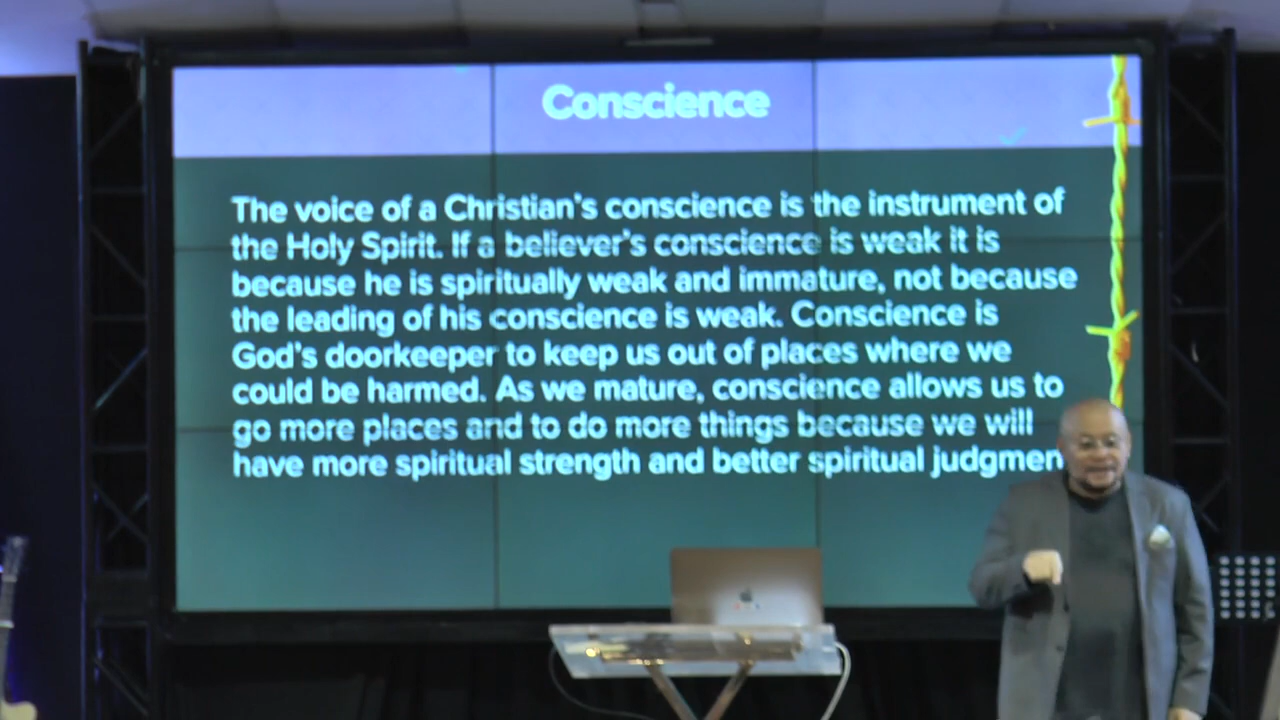 Conscience
The voice of a Christian's conscience is the instrument of
the Holy Spirit. If a believer's conscience is weak it is
because he is spiritually weak and immature, not because
the leading of his conscience is weak. Conscience is
God's doorkeeper to keep us out of places where we
could be harmed. As we mature, conscience allows us to
go more places and to do more things because we will
have more spiritual strength and better spiritual judgmen